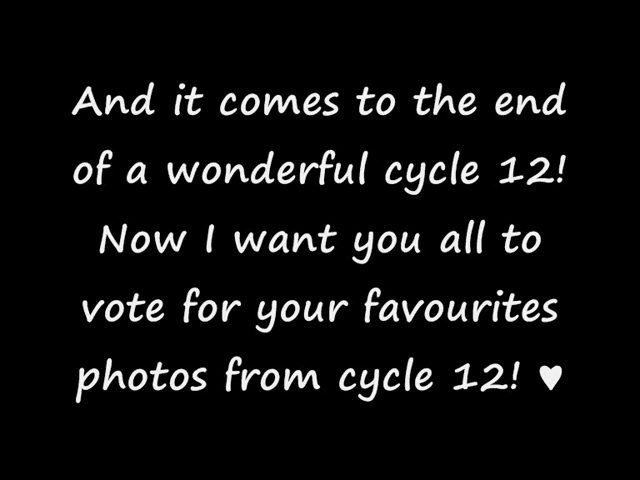 And it comes to the end
of a wonderful cycle 12!
Now I want you all to
vote for your favourites
photos from cycle 12! ♥